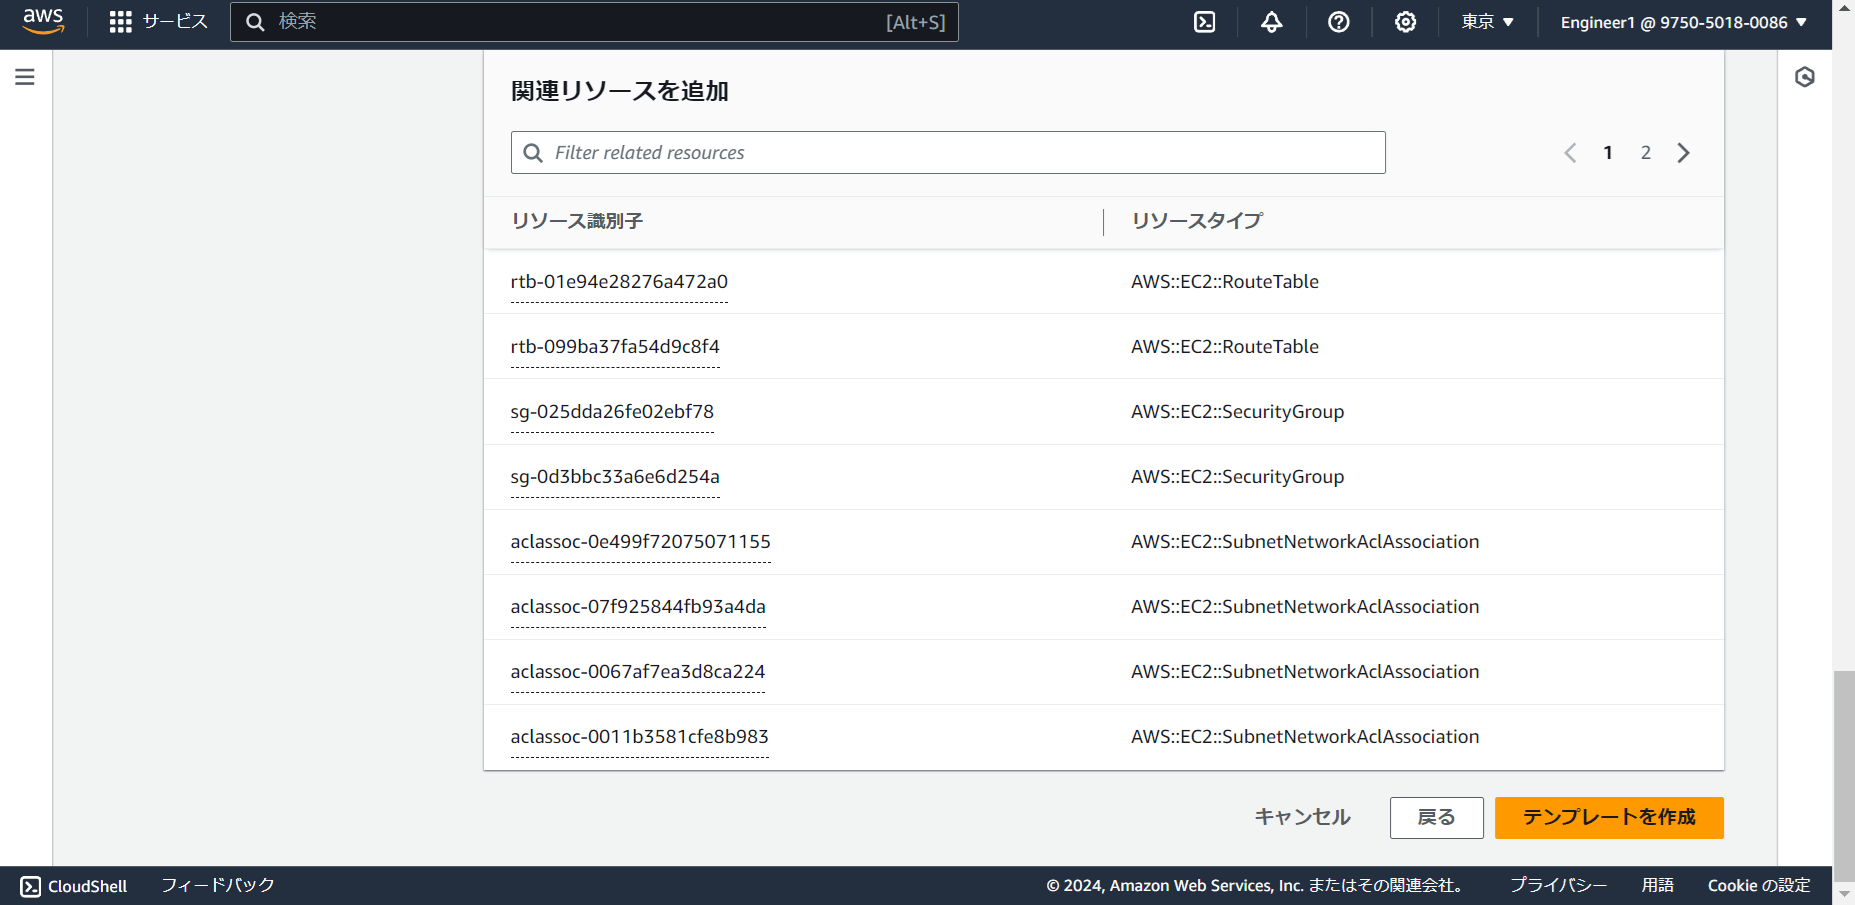 aws
サービス
検索
[Alt+S]
東京
Engineer1 @ 9750-5018-0086
関連リソースを追加
Filter related resources
1 2
リソース識別子 リソースタイプ
rtb-01e94e28276a472a0 AWS::EC2::RouteTable
rtb-099ba37fa54d9c8f4 AWS::EC2::RouteTable
sg-025dda26fe02ebf78 AWS::EC2::SecurityGroup
sg-0d3bbc33a6e6d254a AWS::EC2::SecurityGroup
aclassoc-0e499f72075071155 AWS::EC2::SubnetNetworkAclAssociation
aclassoc-07f925844fb93a4da AWS::EC2::SubnetNetworkAclAssociation
aclassoc-0067af7ea3d8ca224 AWS::EC2::SubnetNetworkAclAssociation
aclassoc-0011b3581cfe8b983 AWS::EC2::SubnetNetworkAclAssociation
キャンセル 戻る テンプレートを作成
CloudShell フィードバック © 2024, Amazon Web Services, Inc. またはその関連会社。 プライバシー 用語 Cookie の設定